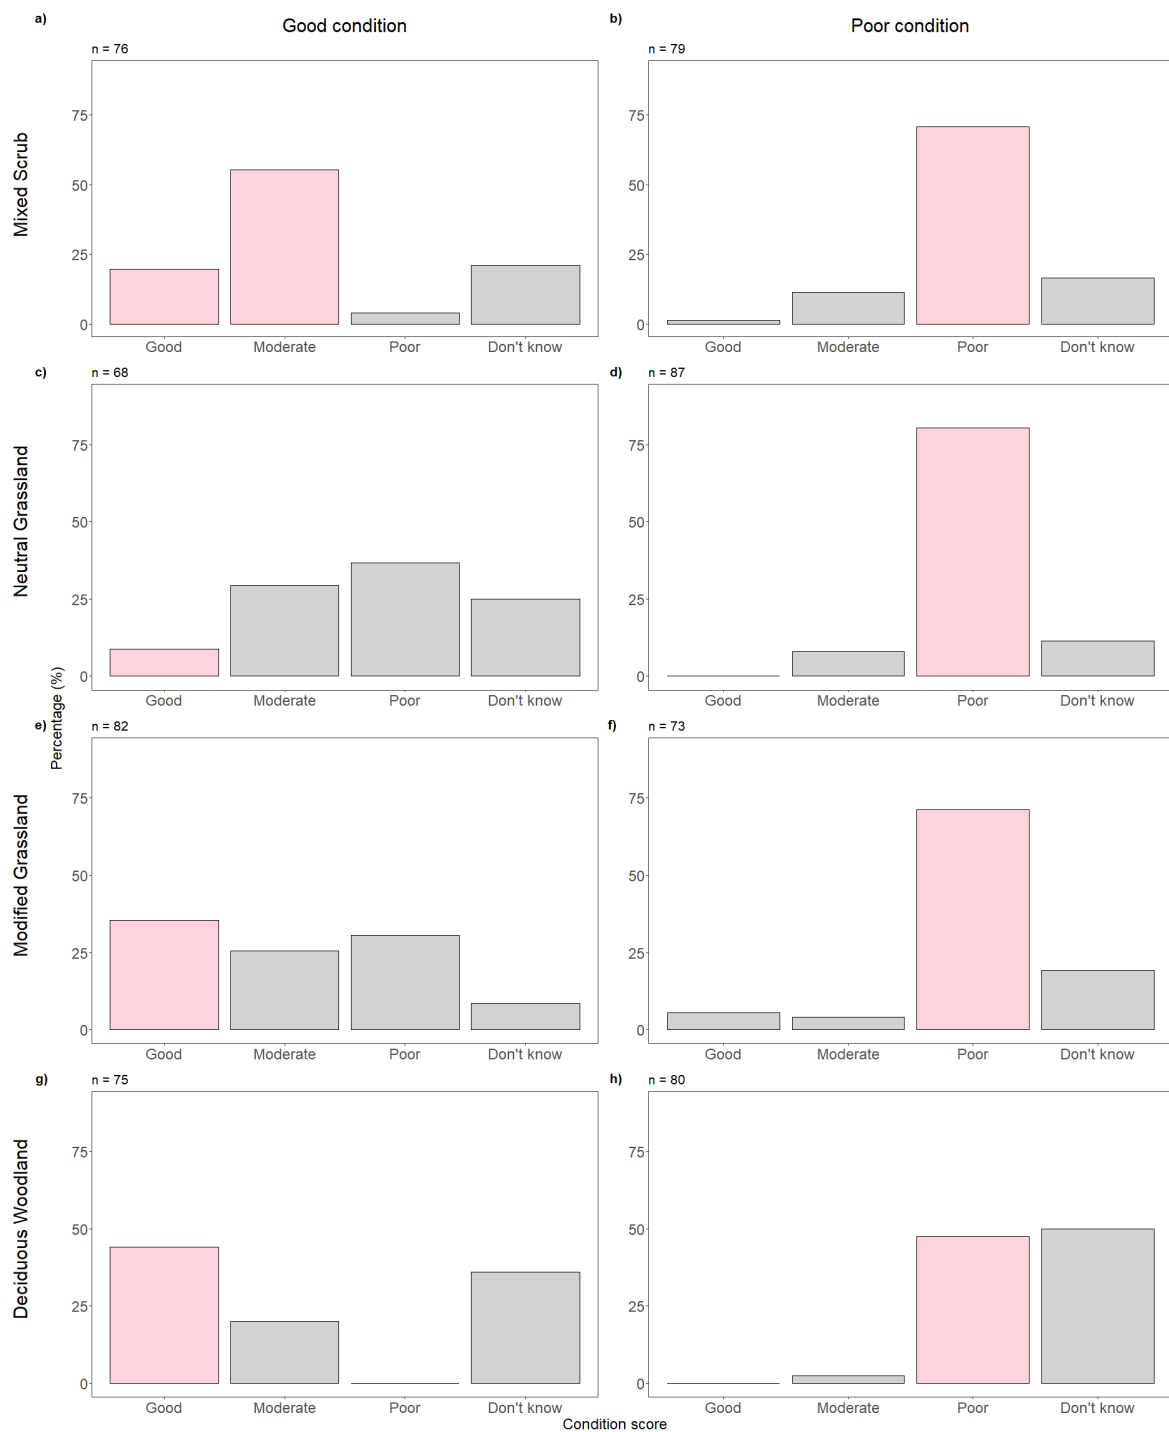 a)
Good condition
b)
Poor condition
n = 76
n = 79
Mixed Scrub
75
50
25
0
Good
Moderate
Poor
Don't know
75
50
25
0
Good
Moderate
Poor
Don't know
c)
n = 68
d)
n = 87
Neutral Grassland
75
50
25
0
Good
Moderate
Poor
Don't know
75
50
25
0
Good
Moderate
Poor
Don't know
Percentage (%)
e)
n = 82
f)
n = 73
Modified Grassland
75
50
25
0
Good
Moderate
Poor
Don't know
75
50
25
0
Good
Moderate
Poor
Don't know
g)
n = 75
h)
n = 80
Deciduous Woodland
75
50
25
0
Good
Moderate
Poor
Don't know
75
50
25
0
Good
Moderate
Poor
Don't know
Condition score